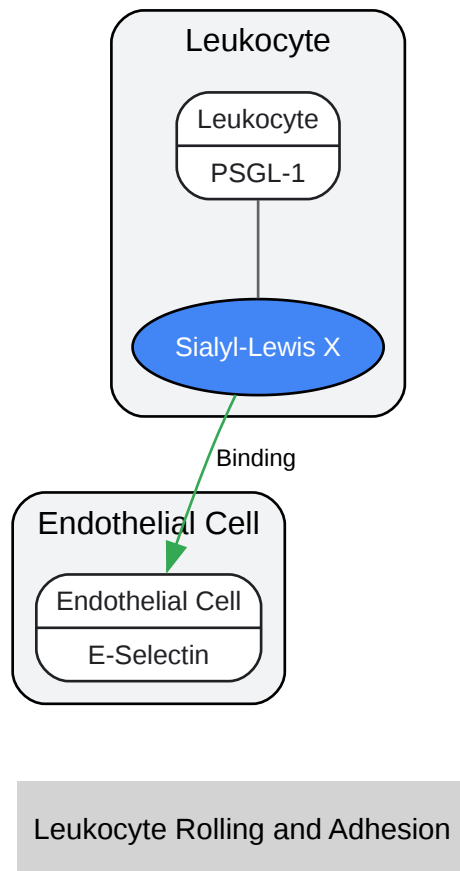 Leukocyte
Leukocyte
PSGL-1
Sialyl-Lewis X
Binding
Endothelial Cell
Endothelial Cell
E-Selectin
Leukocyte Rolling and Adhesion